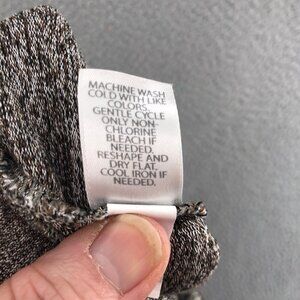 MACHINE WASH
COLD WITH LIKE
COLORS,
GENTLE CYCLE
ONLY NON-
CHLORINE
BLEACH IF
NEEDED.
RESHAPE AND
DRY FLAT.
COOL IRON IF
NEEDED.